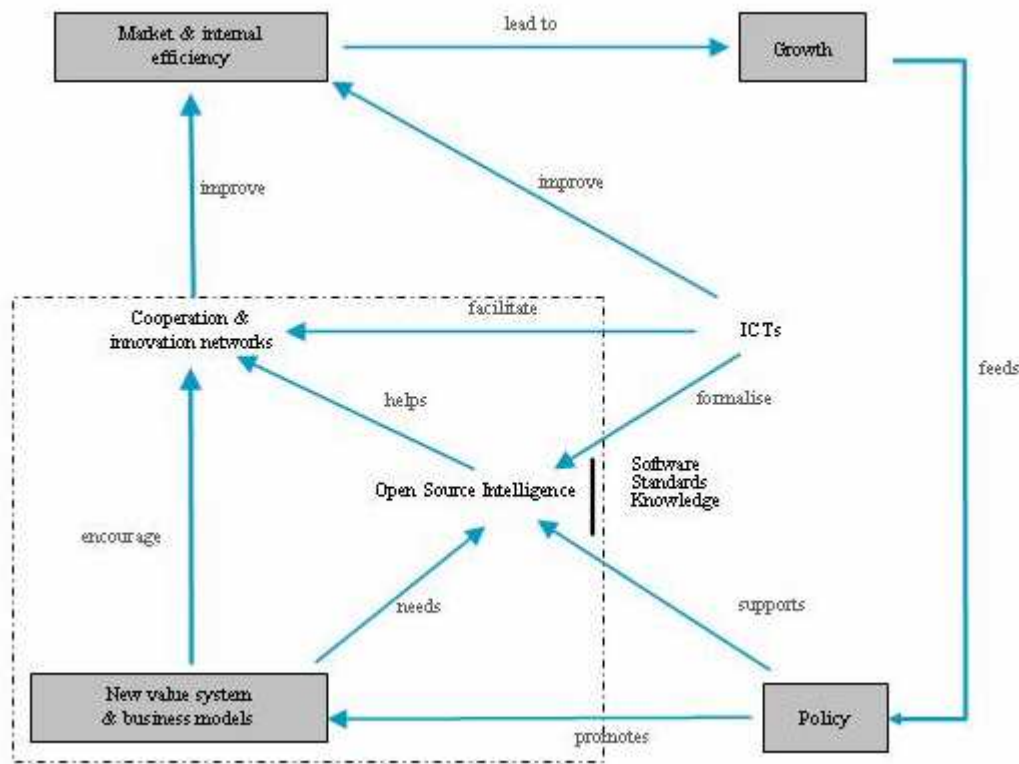 Market & internal
efficiency
lead to
Growth
improve
improve
feeds
Cooperation &
innovation networks
facilitate
ICTs
helps
formalise
Open Source Intelligence
Software
Standards
Knowledge
encourage
needs
supports
New value system
& business models
promotes
Policy